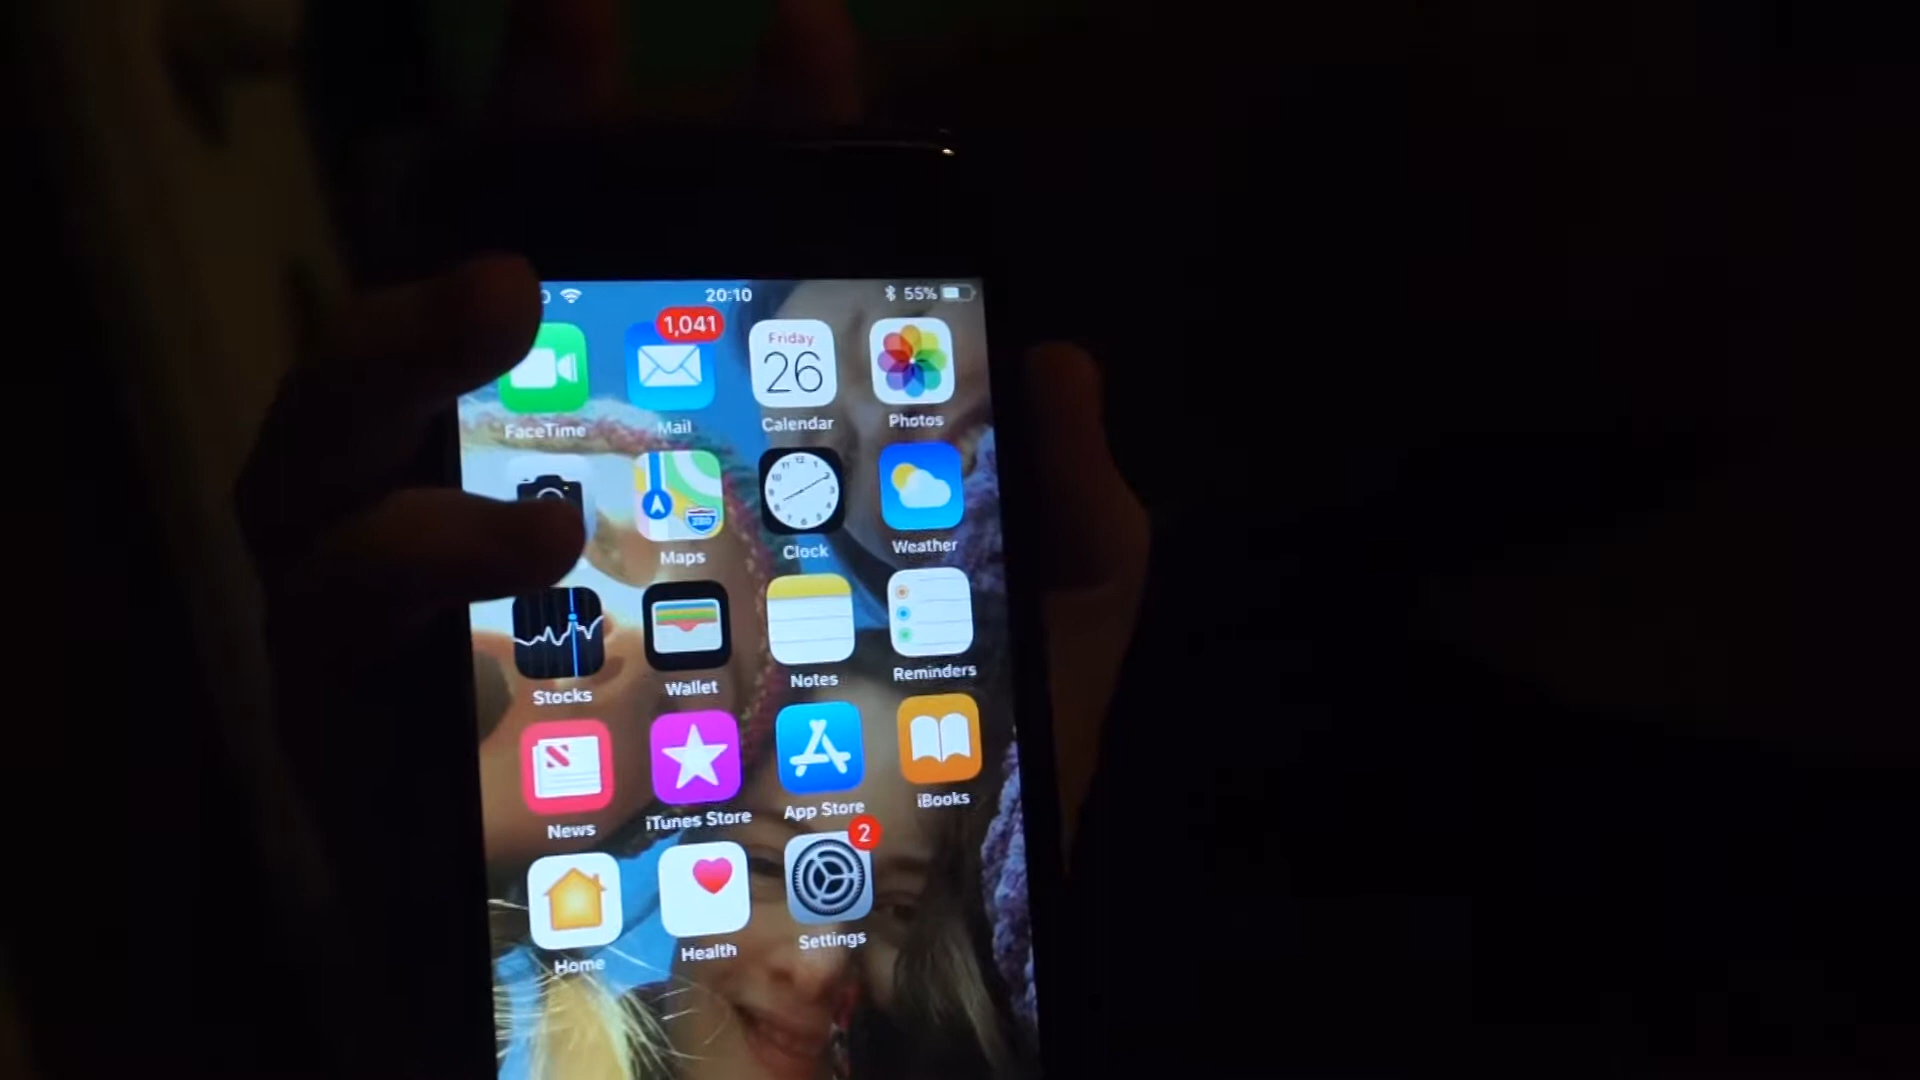 20:10 55%
1,041
Friday
26
FaceTime Mail Calendar Photos
280
Maps Clock Weather
Stocks Wallet Notes Reminders
News iTunes Store App Store iBooks
2
Home Health Settings